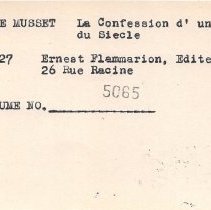 E MUSSET La Confession d' un
du Siecle
27 Ernest Flammarion, Edite
26 Rue Racine
5065
UME NO.